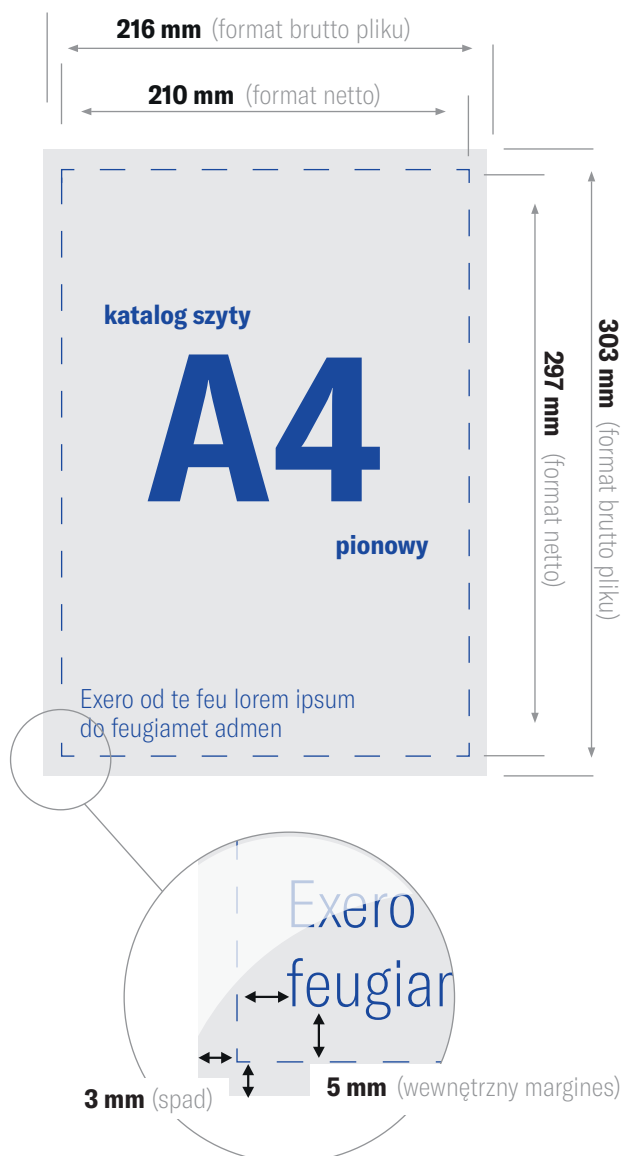 216 mm (format brutto pliku)
210 mm (format netto)
katalog szyty
A4
pionowy
297 mm (format netto)
303 mm (format brutto pliku)
Exero od te feu lorem ipsum
do feugiamet admen
Exero
feugiar
3 mm (spad)
5 mm (wewnętrzny margines)